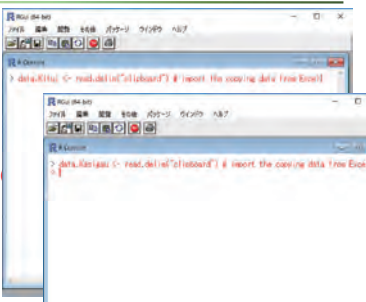 RGui (64-bit)
ファイル 編集 閲覧 その他 パッケージ ウインドウ ヘルプ
R Console
> data.Kitui <- read.delim("clipboard") # import the copying data from Excel
RGui (64-bit)
ファイル 編集 閲覧 その他 パッケージ ウインドウ ヘルプ
R Console
> data.Kasigau <- read.delim("clipboard") # import the copying data from Exce
>